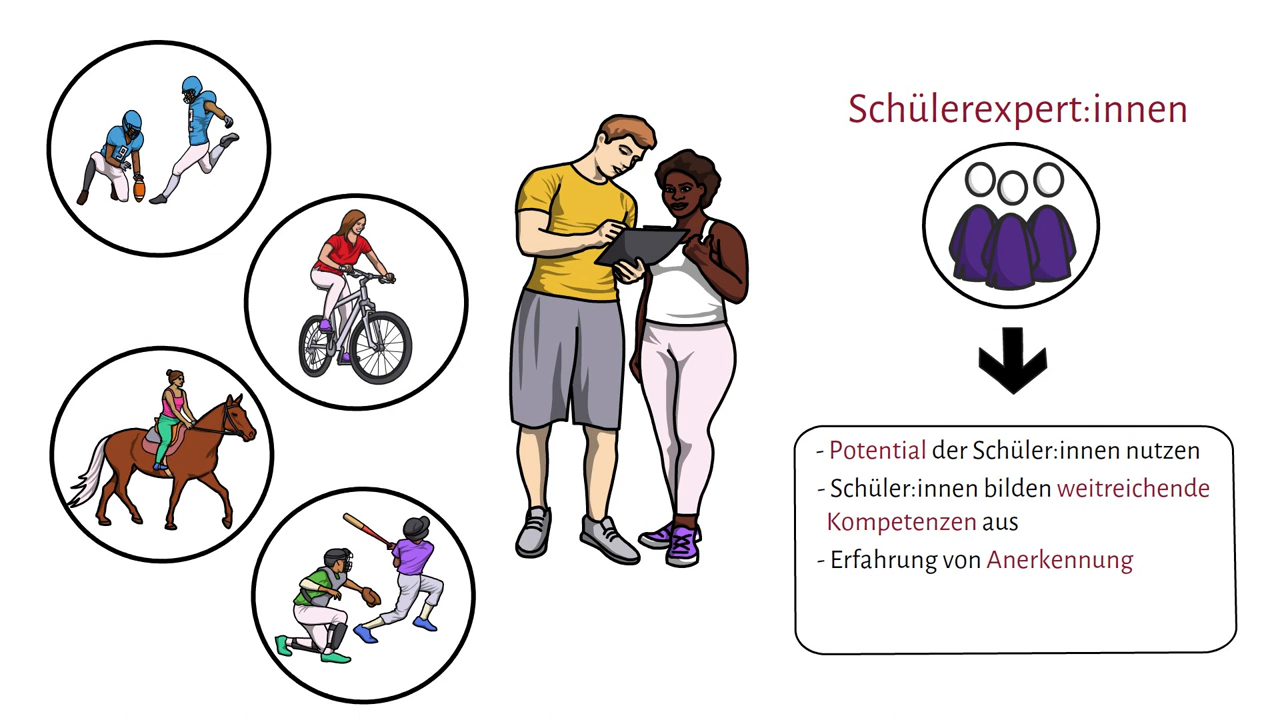 Schülerexpert:innen
- Potential der Schüler:innen nutzen
- Schüler:innen bilden weitreichende
Kompetenzen aus
- Erfahrung von Anerkennung